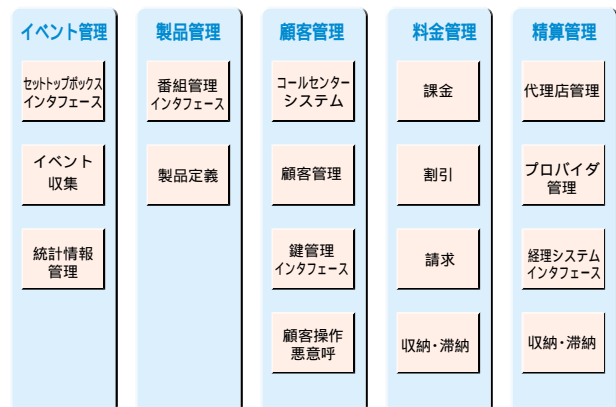 イベント管理
セットトップボックス
インタフェース
イベント
収集
統計情報
管理
製品管理
番組管理
インタフェース
製品定義
顧客管理
コールセンター
システム
顧客管理
鍵管理
インタフェース
顧客操作
悪意呼
料金管理
課金
割引
請求
収納・滞納
精算管理
代理店管理
プロバイダ
管理
経理システム
インタフェース
収納・滞納